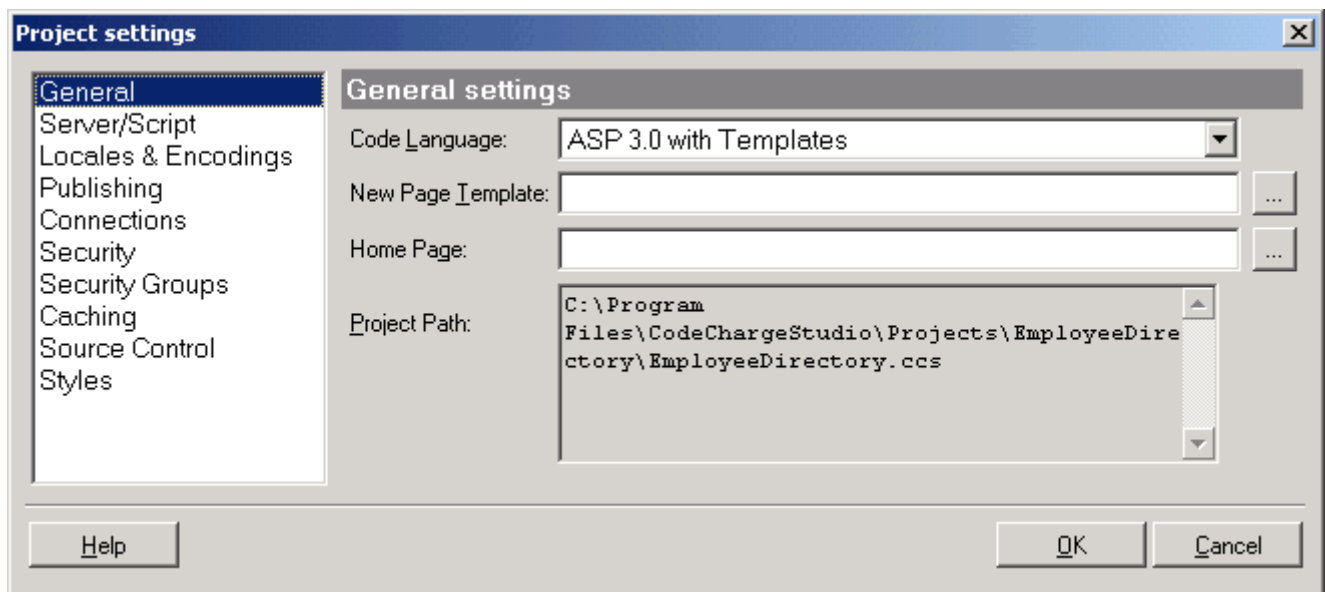 Project settings
General
Server/Script
Locales & Encodings
Publishing
Connections
Security
Security Groups
Caching
Source Control
Styles
General settings
Code Language: ASP 3.0 with Templates
New Page Template: ...
Home Page: ...
Project Path:
C:\Program
Files\CodeChargeStudio\Projects\EmployeeDire
ctory\EmployeeDirectory.ccs
Help OK Cancel